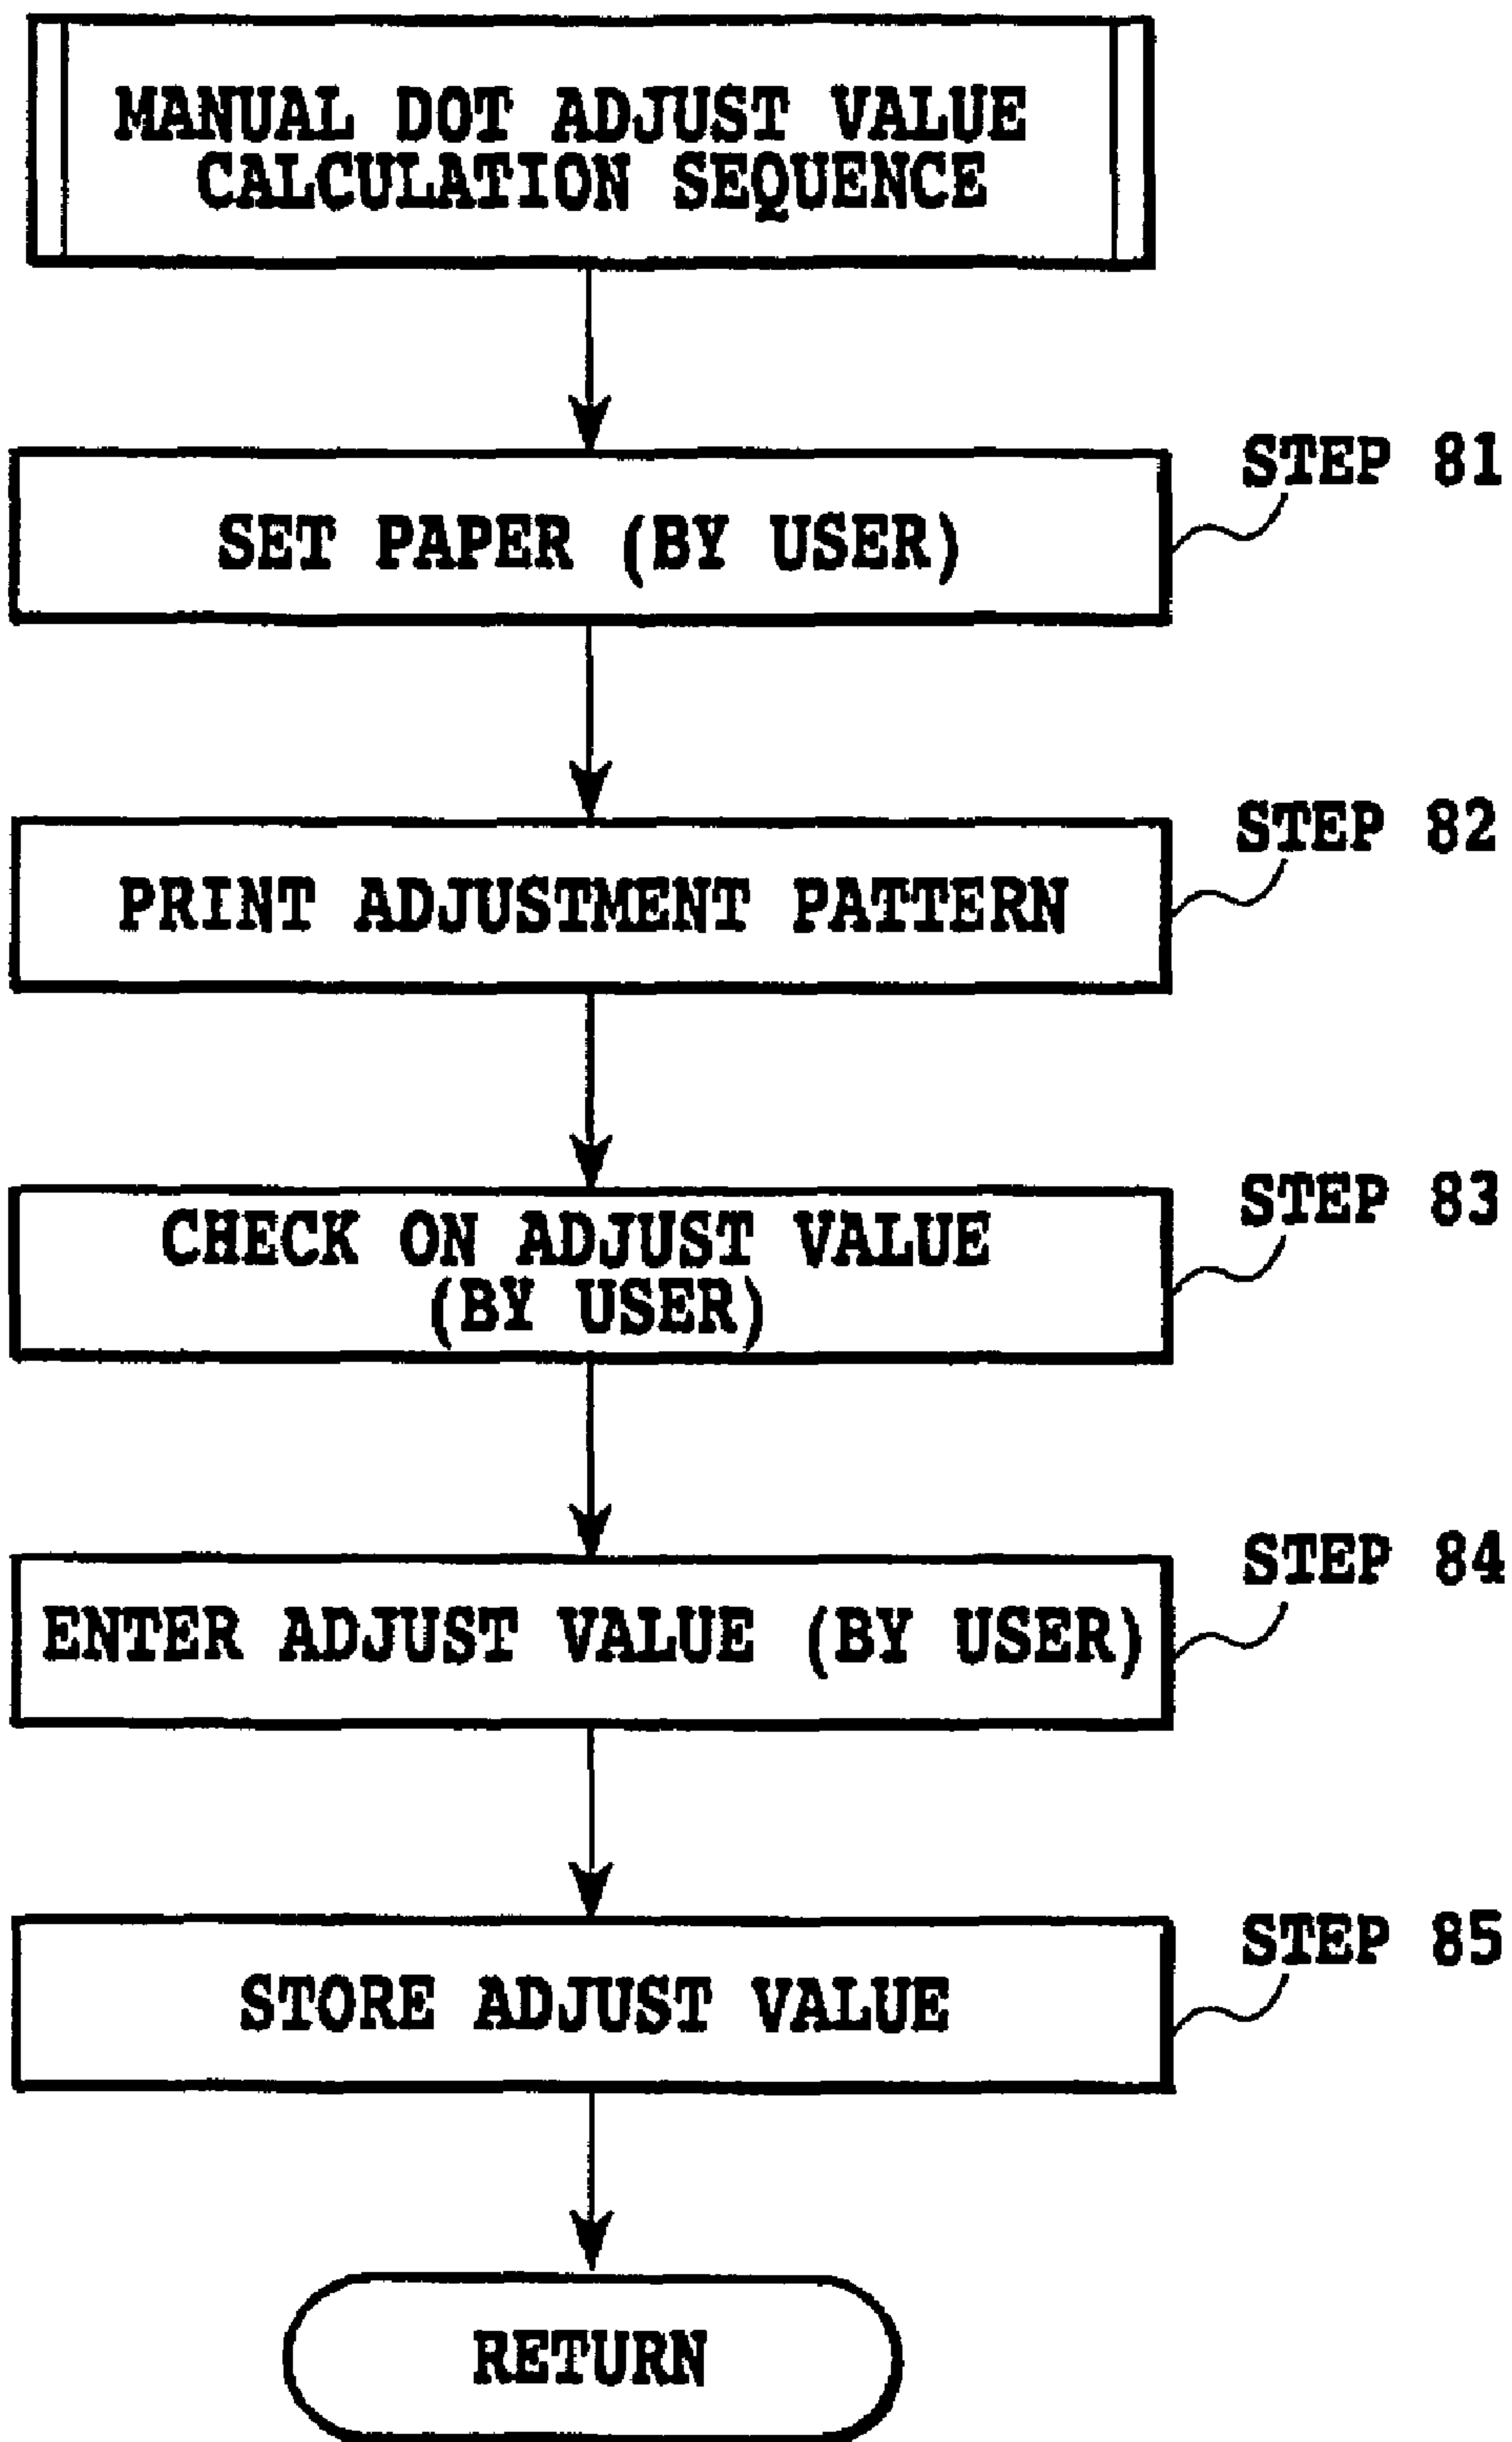 MANUAL DOT ADJUST VALUE
CALCULATION SEQUENCE
STEP 81
SET PAPER (BY USER)
STEP 82
PRINT ADJUSTMENT PATTERN
STEP 83
CHECK ON ADJUST VALUE
(BY USER)
STEP 84
ENTER ADJUST VALUE (BY USER)
STEP 85
STORE ADJUST VALUE
RETURN